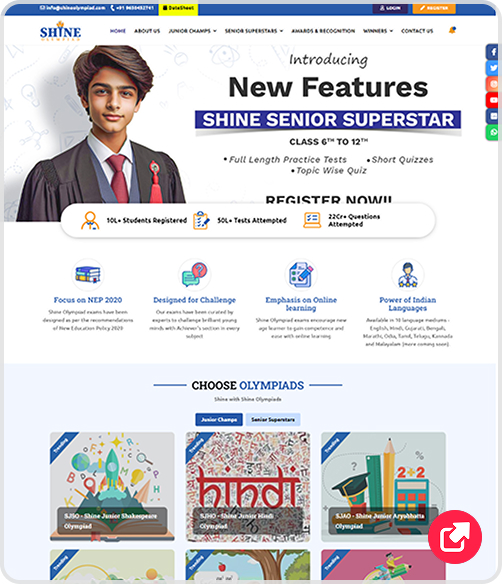 info@shineolympiad.com
+91 9650452741
DateSheet
LOGIN
REGISTER
SHINE
OLYMPIAD
HOME
ABOUT US
JUNIOR CHAMPS
SENIOR SUPERSTARS
AWARDS & RECOGNITION
WINNERS
CONTACT US
Introducing
New Features
SHINE SENIOR SUPERSTAR
CLASS 6TH TO 12TH
• Full Length Practice Tests • Short Quizzes
• Topic Wise Quiz
REGISTER NOW!!
10L+ Students Registered
50L+ Tests Attempted
22Cr+ Questions
Attempted
Focus on NEP 2020
Shine Olympiad exams have been
designed as per the recommendations
of New Education Policy 2020
Designed for Challenge
Our exams have been curated by
experts to challenge brilliant young
minds with Achiever's section in every
subject
Emphasis on Online
learning
Shine Olympiad exams encourage new
age learner to gain competence and
ease with online learning
Power of Indian
Languages
Available in 10 language mediums :
English, Hindi, Gujarati, Bengali,
Marathi, Odia, Tamil, Telugu, Kannada
and Malayalam (more coming soon).
CHOOSE OLYMPIADS
Shine with Shine Olympiads
Junior Champs
Senior Superstars
Trending
SJSO - Shine Junior Shakespeare
Olympiad
Trending
hindi
SJHO - Shine Junior Hindi
Olympiad
Trending
2+2
SJAO - Shine Junior Aryabhatta
Olympiad
Trending
Trending
Trending